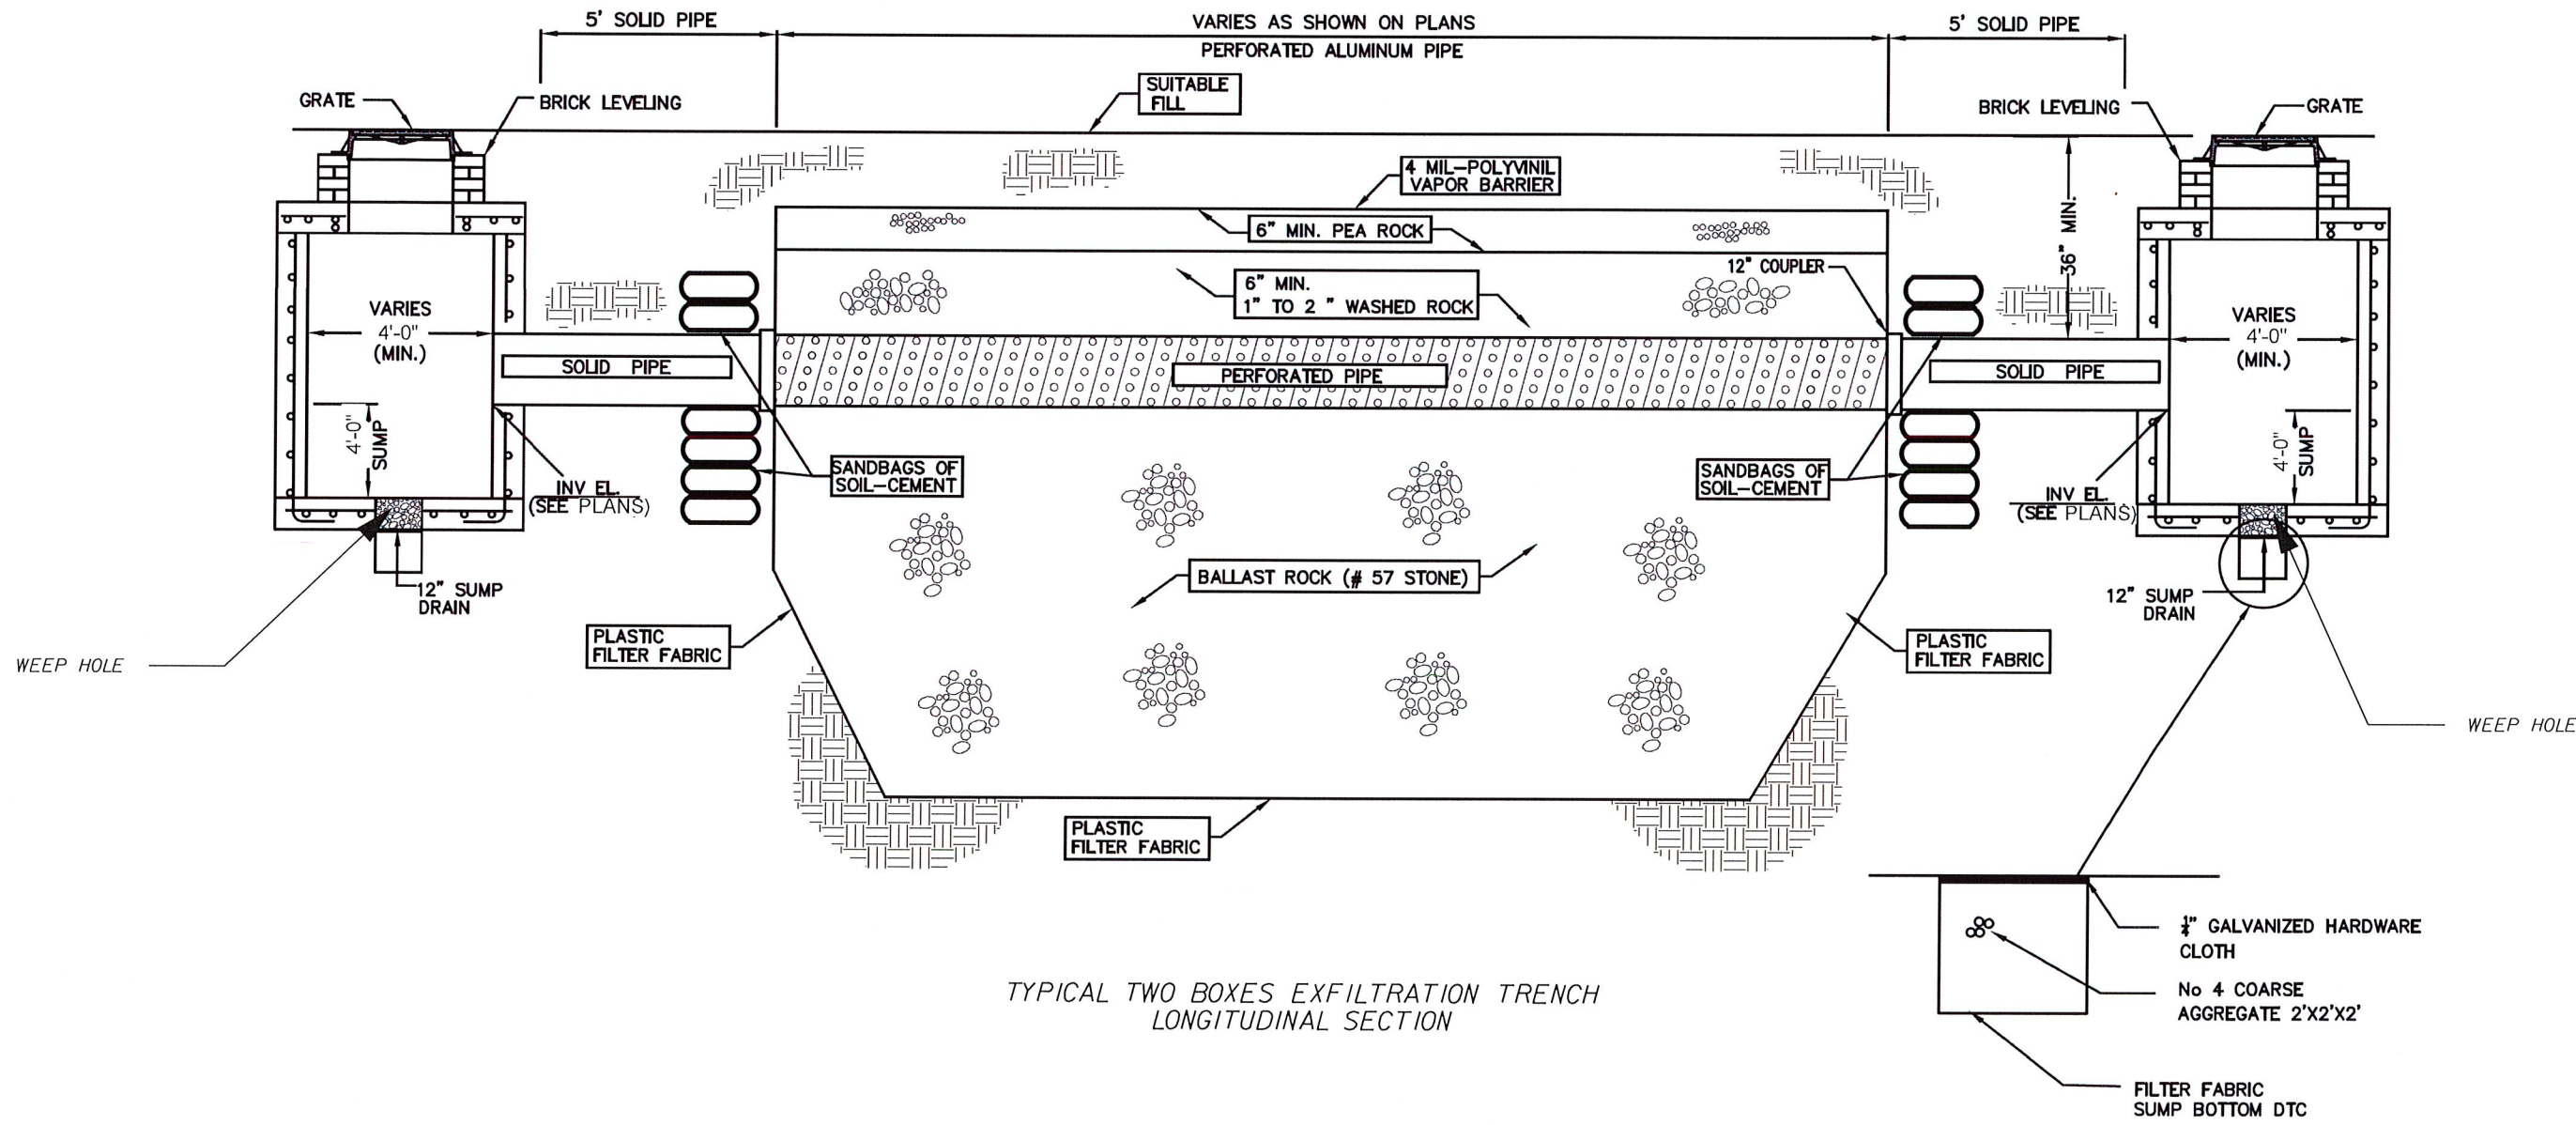 5' SOLID PIPE
VARIES AS SHOWN ON PLANS
PERFORATED ALUMINUM PIPE
5' SOLID PIPE
GRATE
BRICK LEVELING
SUITABLE
FILL
BRICK LEVELING
GRATE
4 MIL-POLYVINIL
VAPOR BARRIER
6" MIN. PEA ROCK
36" MIN.
12" COUPLER
6" MIN.
1" TO 2 " WASHED ROCK
VARIES
4'-0"
(MIN.)
VARIES
4'-0"
(MIN.)
SOLID PIPE
PERFORATED PIPE
SOLID PIPE
4'-0"
SUMP
4'-0"
SUMP
SANDBAGS OF
SOIL-CEMENT
SANDBAGS OF
SOIL-CEMENT
INV EL.
(SEE PLANS)
INV EL.
(SEE PLANS)
BALLAST ROCK (# 57 STONE)
12" SUMP
DRAIN
12" SUMP
DRAIN
PLASTIC
FILTER FABRIC
PLASTIC
FILTER FABRIC
WEEP HOLE
WEEP HOLE
PLASTIC
FILTER FABRIC
1/4" GALVANIZED HARDWARE
CLOTH
No 4 COARSE
AGGREGATE 2'X2'X2'
TYPICAL TWO BOXES EXFILTRATION TRENCH
LONGITUDINAL SECTION
FILTER FABRIC
SUMP BOTTOM DTC